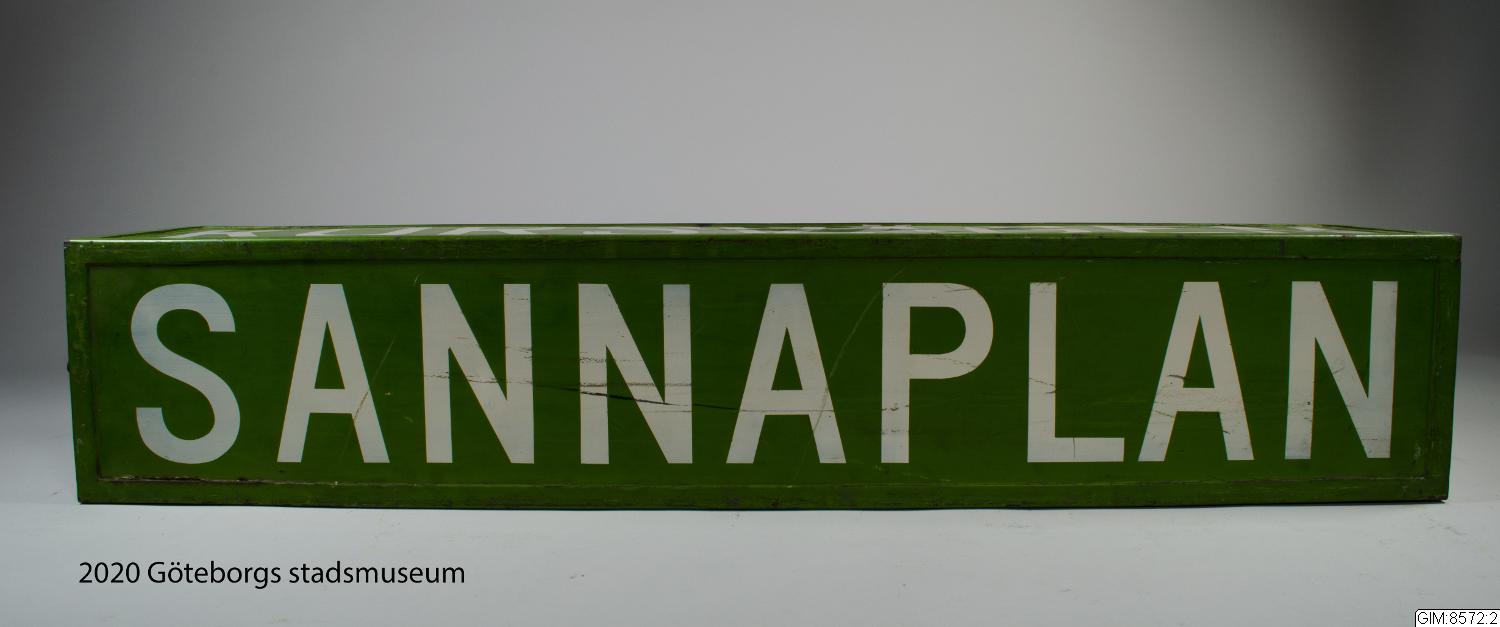 SANNAPLAN
2020 Göteborgs stadsmuseum
GIM:8572:2